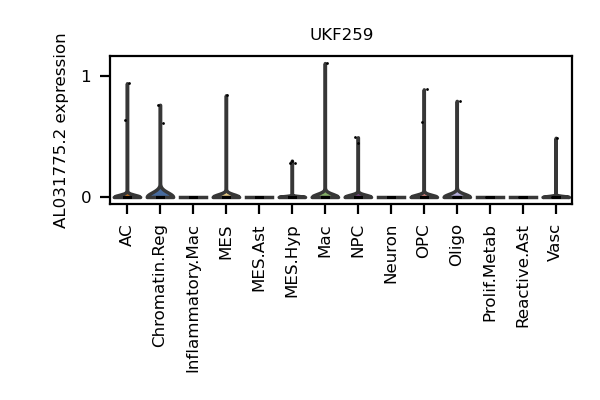 UKF259
AL031775.2 expression
1
0
AC
Chromatin.Reg
Inflammatory.Mac
MES
MES.Ast
MES.Hyp
Mac
NPC
Neuron
OPC
Oligo
Prolif.Metab
Reactive.Ast
Vasc